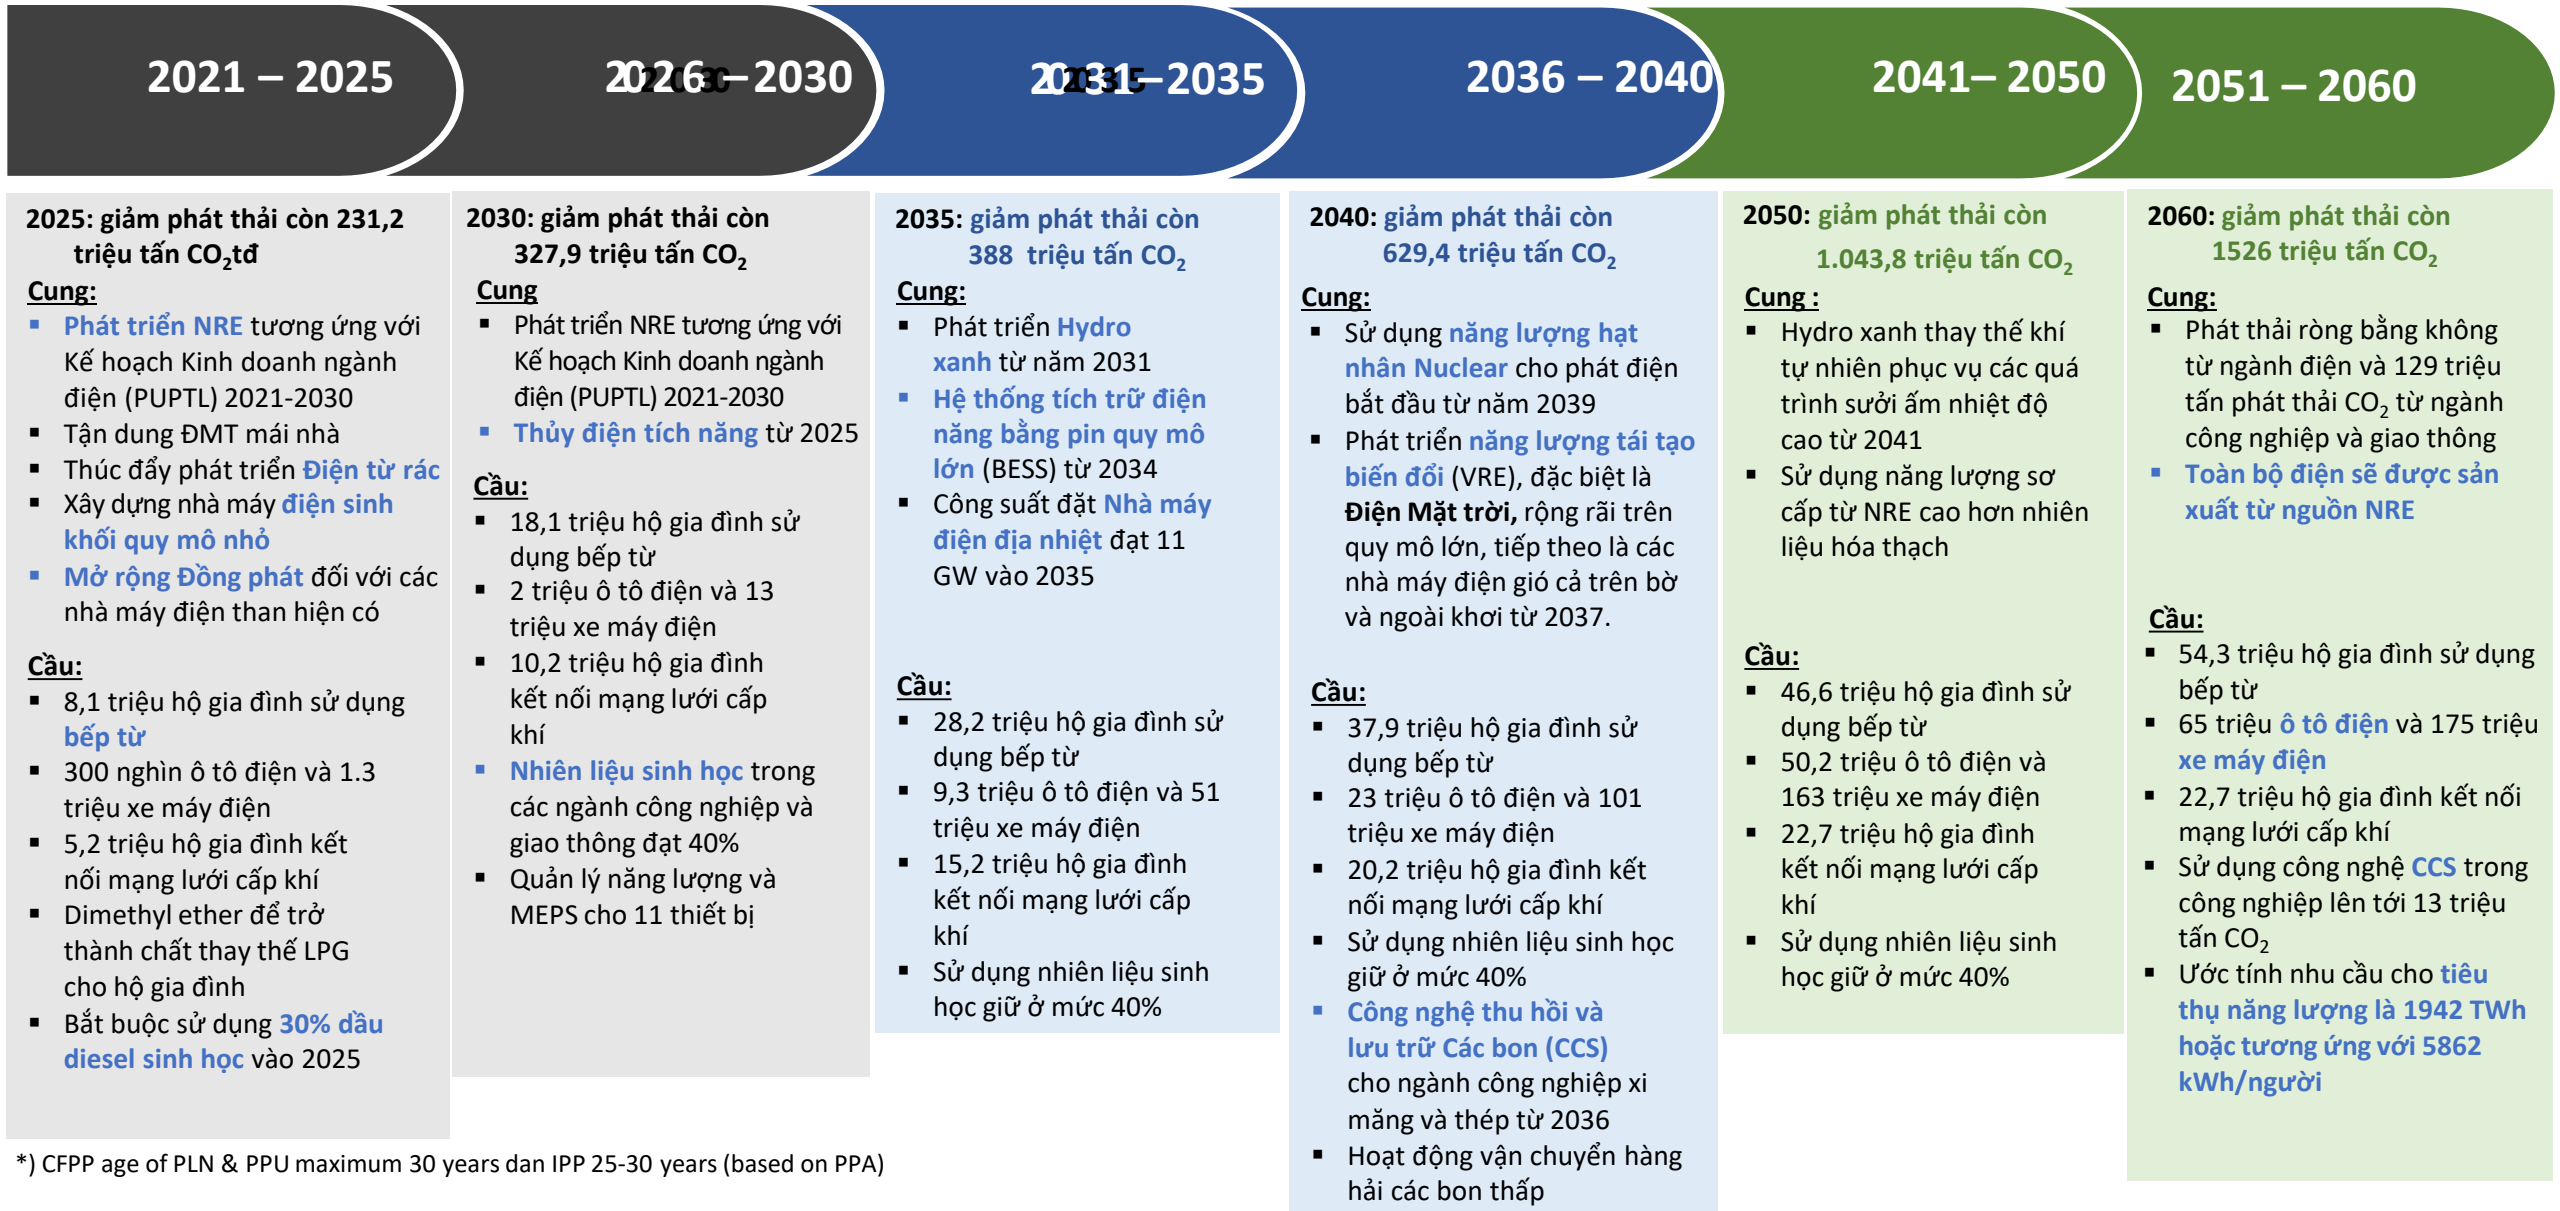 2021 – 2025
2026 – 2030
2031 – 2035
2036 – 2040
2041– 2050
2051 – 2060
2025: giảm phát thải còn 231,2
triệu tấn CO₂tđ
Cung:
▪ Phát triển NRE tương ứng với
Kế hoạch Kinh doanh ngành
điện (PUPTL) 2021-2030
▪ Tận dung ĐMT mái nhà
▪ Thúc đẩy phát triển Điện từ rác
▪ Xây dựng nhà máy điện sinh
khối quy mô nhỏ
▪ Mở rộng Đồng phát đối với các
nhà máy điện than hiện có
Cầu:
▪ 8,1 triệu hộ gia đình sử dụng
bếp từ
▪ 300 nghìn ô tô điện và 1.3
triệu xe máy điện
▪ 5,2 triệu hộ gia đình kết
nối mạng lưới cấp khí
▪ Dimethyl ether để trở
thành chất thay thế LPG
cho hộ gia đình
▪ Bắt buộc sử dụng 30% dầu
diesel sinh học vào 2025
2030: giảm phát thải còn
327,9 triệu tấn CO₂
Cung
▪ Phát triển NRE tương ứng với
Kế hoạch Kinh doanh ngành
điện (PUPTL) 2021-2030
▪ Thủy điện tích năng từ 2025
Cầu:
▪ 18,1 triệu hộ gia đình sử
dụng bếp từ
▪ 2 triệu ô tô điện và 13
triệu xe máy điện
▪ 10,2 triệu hộ gia đình
kết nối mạng lưới cấp
khí
▪ Nhiên liệu sinh học trong
các ngành công nghiệp và
giao thông đạt 40%
▪ Quản lý năng lượng và
MEPS cho 11 thiết bị
2035: giảm phát thải còn
388 triệu tấn CO₂
Cung:
▪ Phát triển Hydro
xanh từ năm 2031
▪ Hệ thống tích trữ điện
năng bằng pin quy mô
lớn (BESS) từ 2034
▪ Công suất đặt Nhà máy
điện địa nhiệt đạt 11
GW vào 2035
Cầu:
▪ 28,2 triệu hộ gia đình sử
dụng bếp từ
▪ 9,3 triệu ô tô điện và 51
triệu xe máy điện
▪ 15,2 triệu hộ gia đình
kết nối mạng lưới cấp
khí
▪ Sử dụng nhiên liệu sinh
học giữ ở mức 40%
2040: giảm phát thải còn
629,4 triệu tấn CO₂
Cung:
▪ Sử dụng năng lượng hạt
nhân Nuclear cho phát điện
bắt đầu từ năm 2039
▪ Phát triển năng lượng tái tạo
biến đổi (VRE), đặc biệt là
Điện Mặt trời, rộng rãi trên
quy mô lớn, tiếp theo là các
nhà máy điện gió cả trên bờ
và ngoài khơi từ 2037.
Cầu:
▪ 37,9 triệu hộ gia đình sử
dụng bếp từ
▪ 23 triệu ô tô điện và 101
triệu xe máy điện
▪ 20,2 triệu hộ gia đình kết
nối mạng lưới cấp khí
▪ Sử dụng nhiên liệu sinh học
giữ ở mức 40%
▪ Công nghệ thu hồi và
lưu trữ Các bon (CCS)
cho ngành công nghiệp xi
măng và thép từ 2036
▪ Hoạt động vận chuyển hàng
hải các bon thấp
2050: giảm phát thải còn
1.043,8 triệu tấn CO₂
Cung :
▪ Hydro xanh thay thế khí
tự nhiên phục vụ các quá
trình sưởi ấm nhiệt độ
cao từ 2041
▪ Sử dụng năng lượng sơ
cấp từ NRE cao hơn nhiên
liệu hóa thạch
Cầu:
▪ 46,6 triệu hộ gia đình sử
dụng bếp từ
▪ 50,2 triệu ô tô điện và
163 triệu xe máy điện
▪ 22,7 triệu hộ gia đình
kết nối mạng lưới cấp
khí
▪ Sử dụng nhiên liệu sinh
học giữ ở mức 40%
2060: giảm phát thải còn
1526 triệu tấn CO₂
Cung:
▪ Phát thải ròng bằng không
từ ngành điện và 129 triệu
tấn phát thải CO₂ từ ngành
công nghiệp và giao thông
▪ Toàn bộ điện sẽ được sản
xuất từ nguồn NRE
Cầu:
▪ 54,3 triệu hộ gia đình sử dụng
bếp từ
▪ 65 triệu ô tô điện và 175 triệu
xe máy điện
▪ 22,7 triệu hộ gia đình kết nối
mạng lưới cấp khí
▪ Sử dụng công nghệ CCS trong
công nghiệp lên tới 13 triệu
tấn CO₂
▪ Ước tính nhu cầu cho tiêu
thụ năng lượng là 1942 TWh
hoặc tương ứng với 5862
kWh/người
*) CFPP age of PLN & PPU maximum 30 years dan IPP 25-30 years (based on PPA)